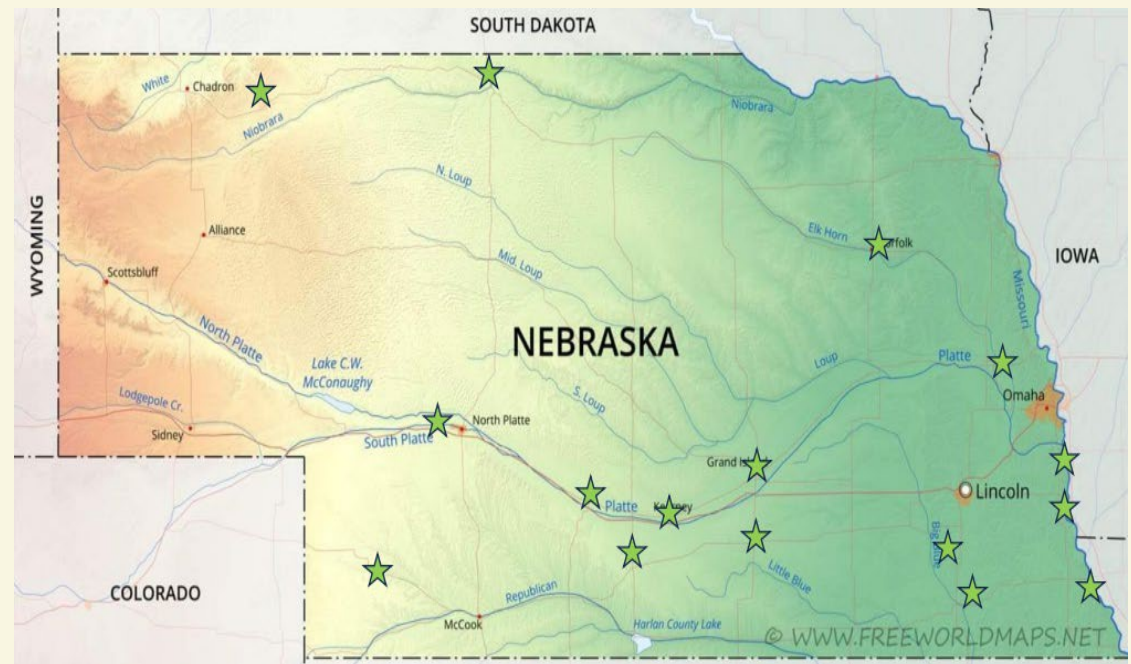 SOUTH DAKOTA
White
Chadron
Niobrara
Niobrara
N. Loup
WYOMING
Alliance
Elk Horn
IOWA
Mid. Loup
Scottsbluff
Missouri
North Platte
NEBRASKA
Lake C.W.
McConaughy
Loup
Platte
S. Loup
Lodgepole Cr.
Omaha
North Platte
Sidney
South Platte
Lincoln
Platte
Little Blue
COLORADO
Republican
McCook
Harlan County Lake
© WWW.FREEWORLDMAPS.NET